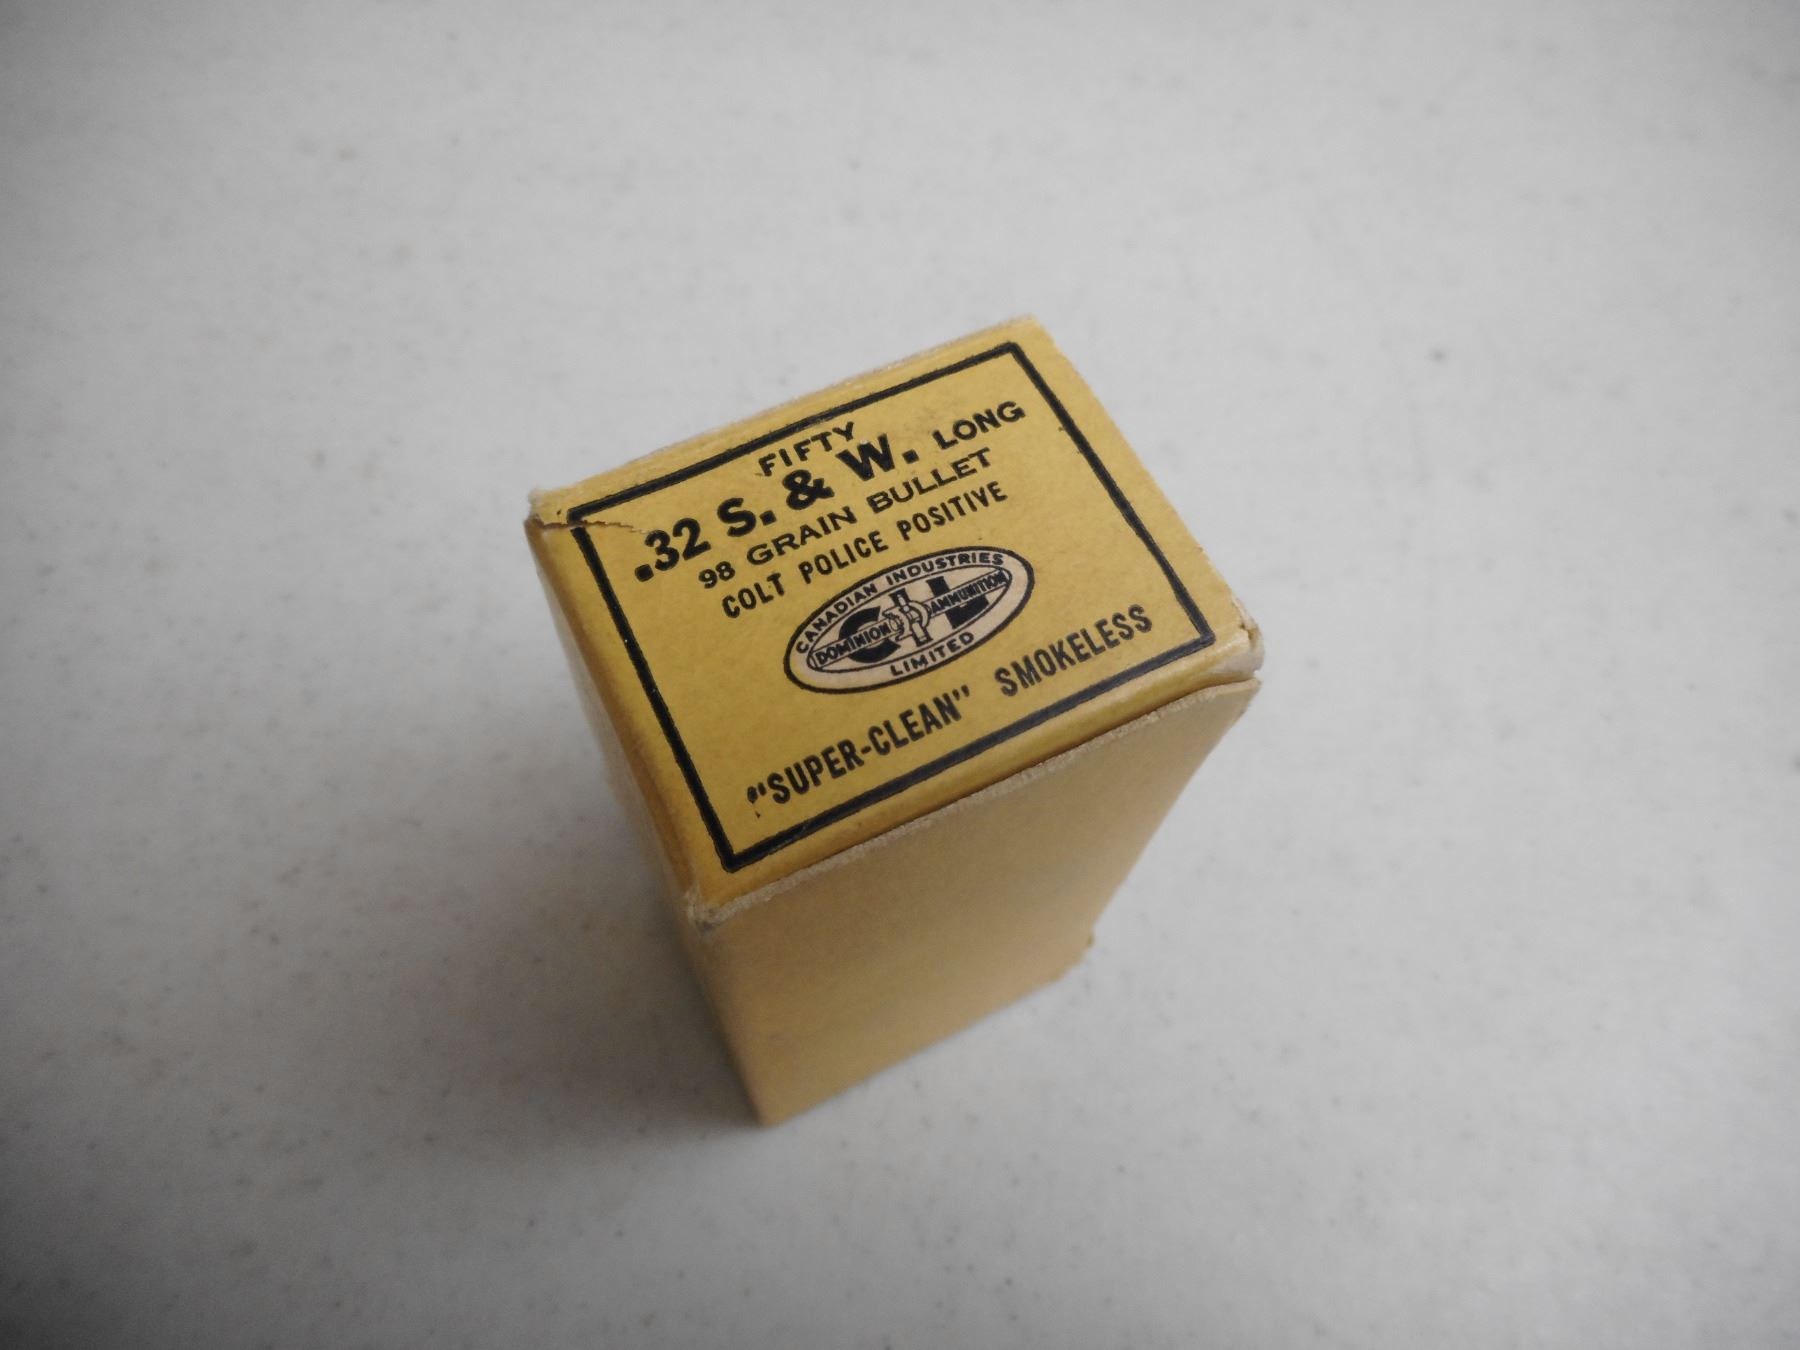 FIFTY
.32 S. & W. LONG
98 GRAIN BULLET
COLT POLICE POSITIVE
CANADIAN INDUSTRIES
DOMINION AMMUNITION
LIMITED
"SUPER-CLEAN" SMOKELESS